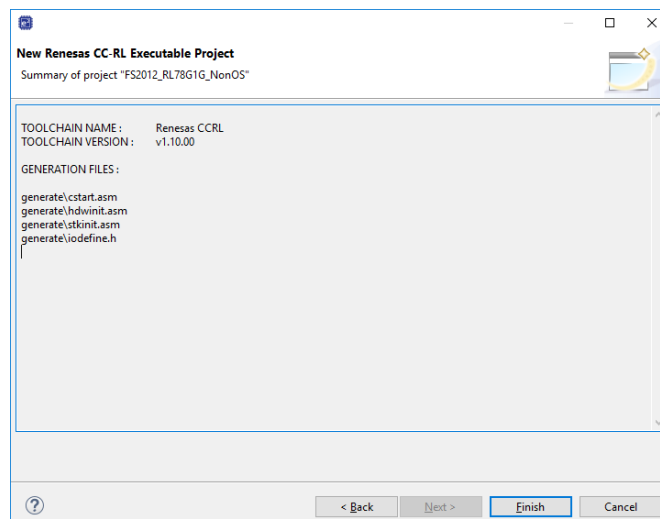 New Renesas CC-RL Executable Project
Summary of project "FS2012_RL78G1G_NonOS"
TOOLCHAIN NAME : Renesas CCRL
TOOLCHAIN VERSION : v1.10.00
GENERATION FILES :
generate\cstart.asm
generate\hdwinit.asm
generate\stkinit.asm
generate\iodefine.h
? < Back Next > Finish Cancel